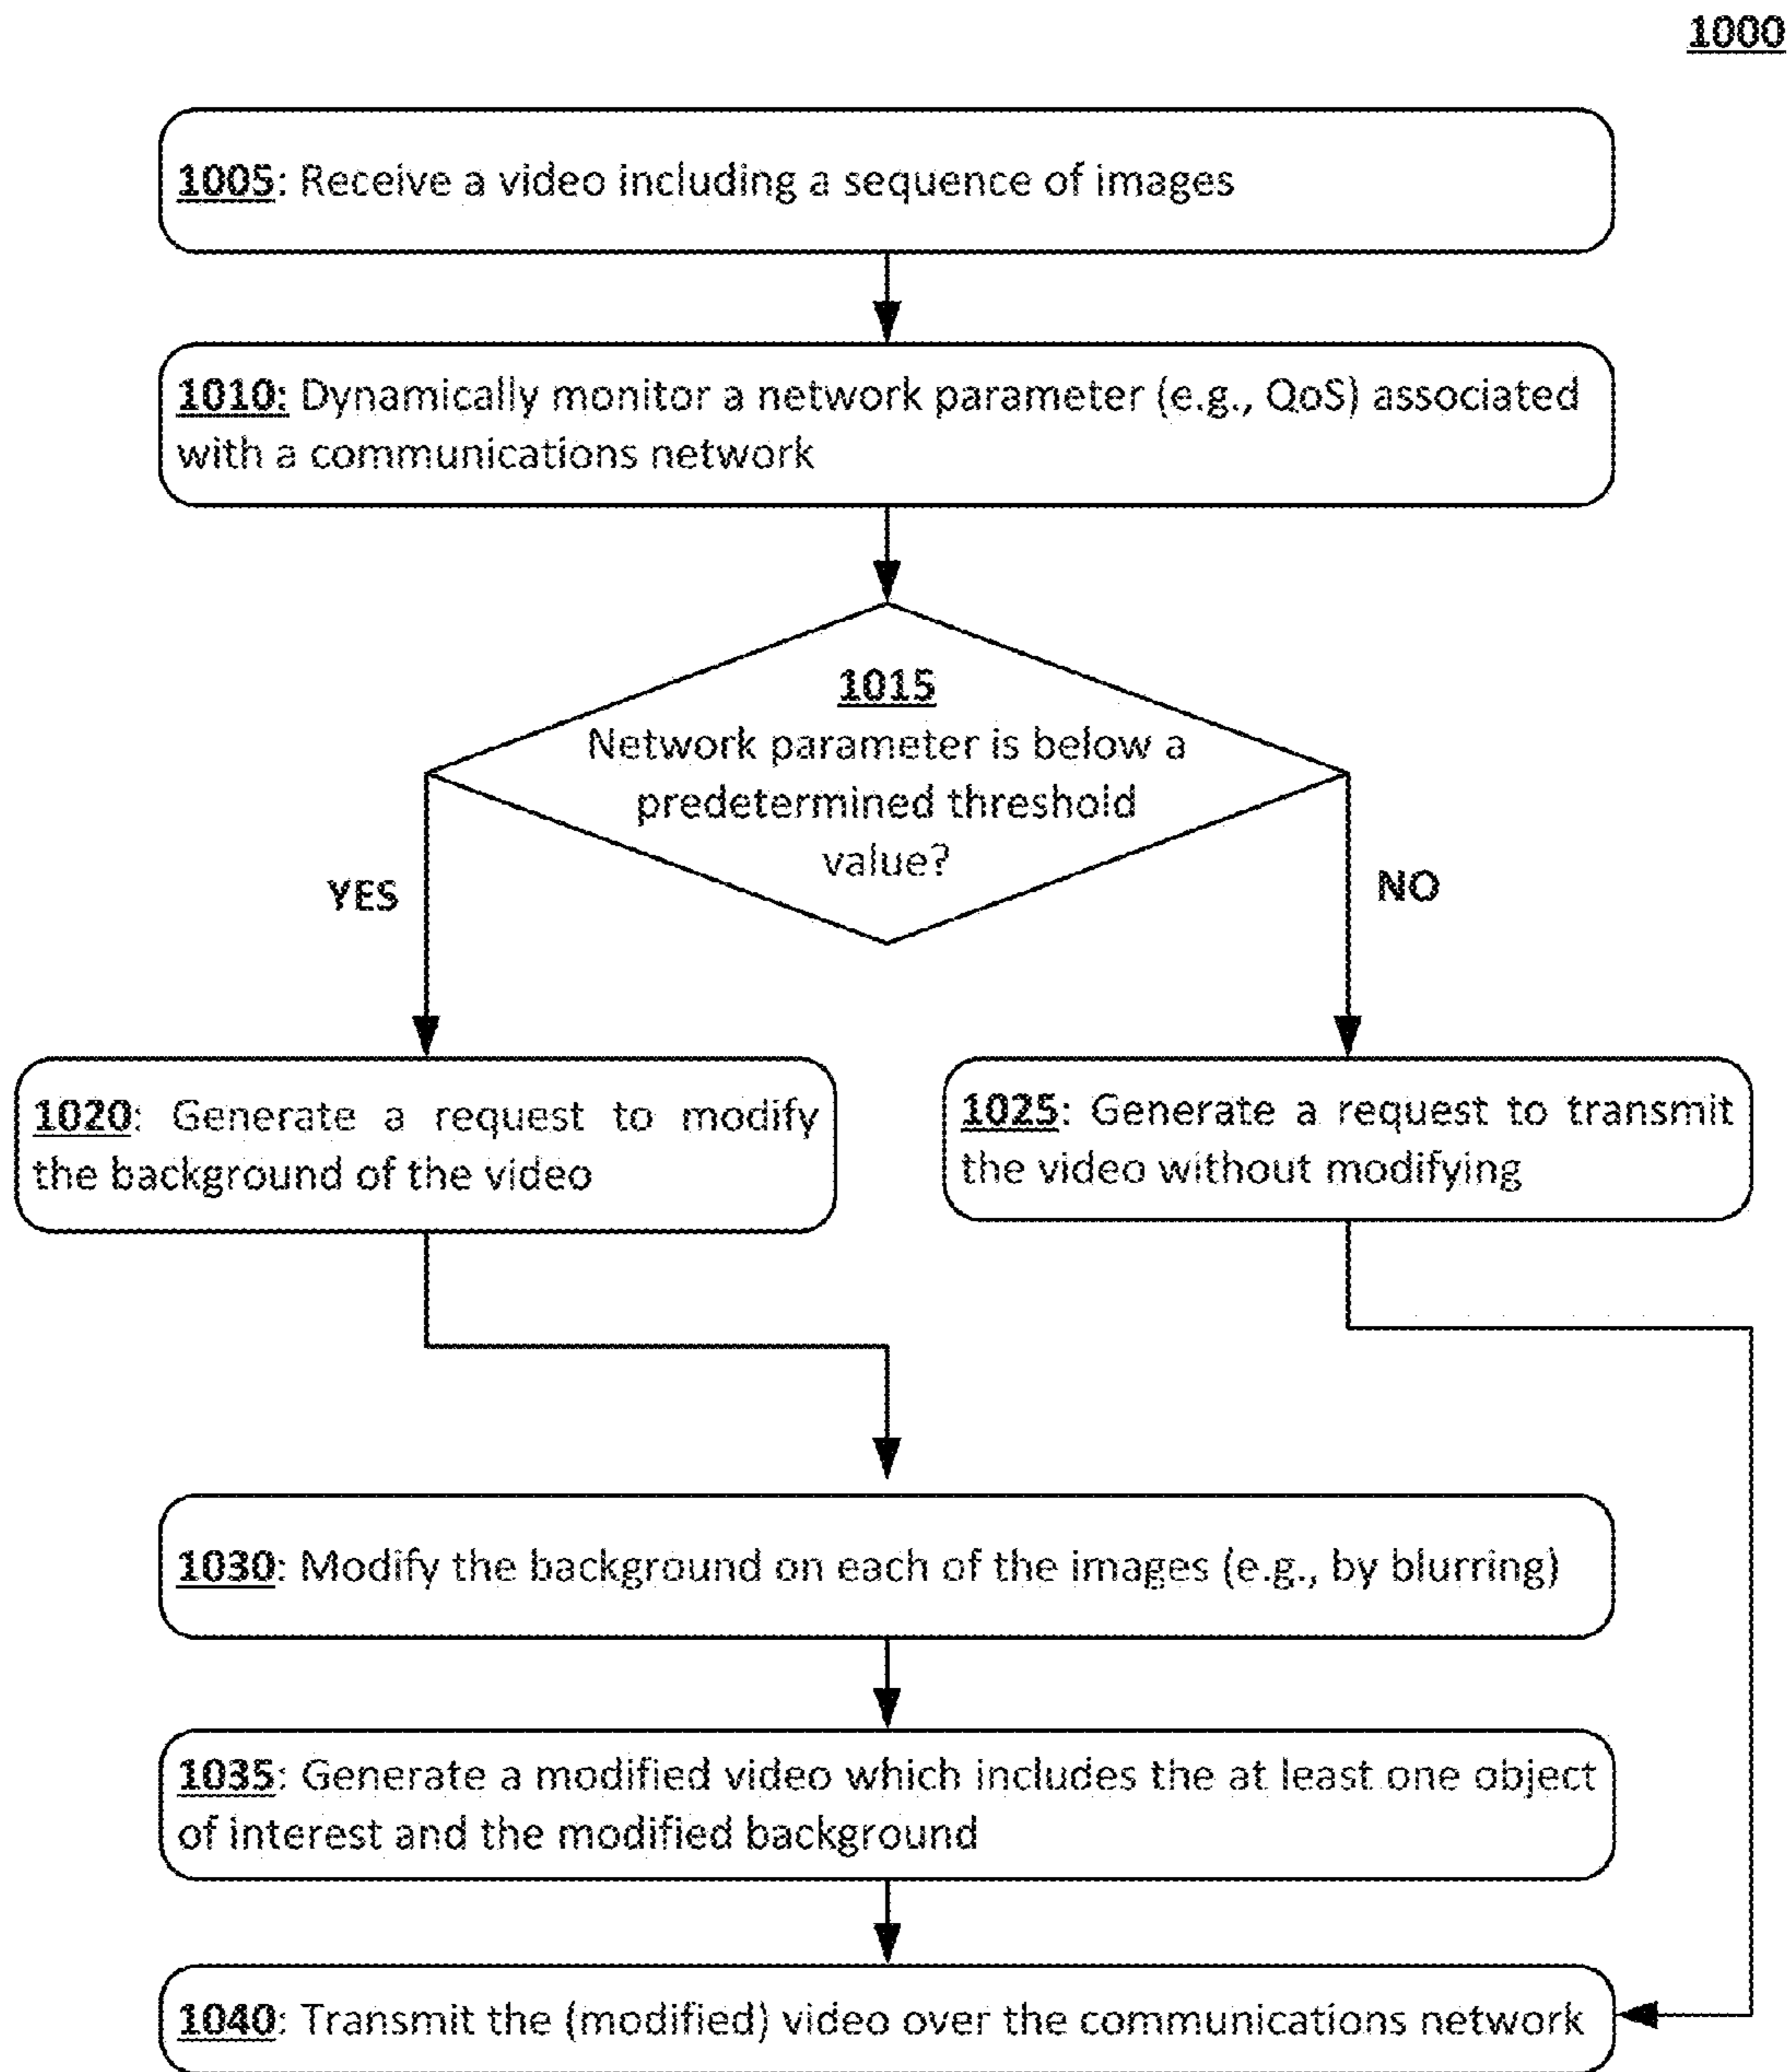 1000
1005: Receive a video including a sequence of images
1010: Dynamically monitor a network parameter (e.g., QoS) associated
with a communications network
1015
Network parameter is below a
predetermined threshold
value?
YES
NO
1020: Generate a request to modify
the background of the video
1025: Generate a request to transmit
the video without modifying
1030: Modify the background on each of the images (e.g., by blurring)
1035: Generate a modified video which includes the at least one object
of interest and the modified background
1040: Transmit the (modified) video over the communications network